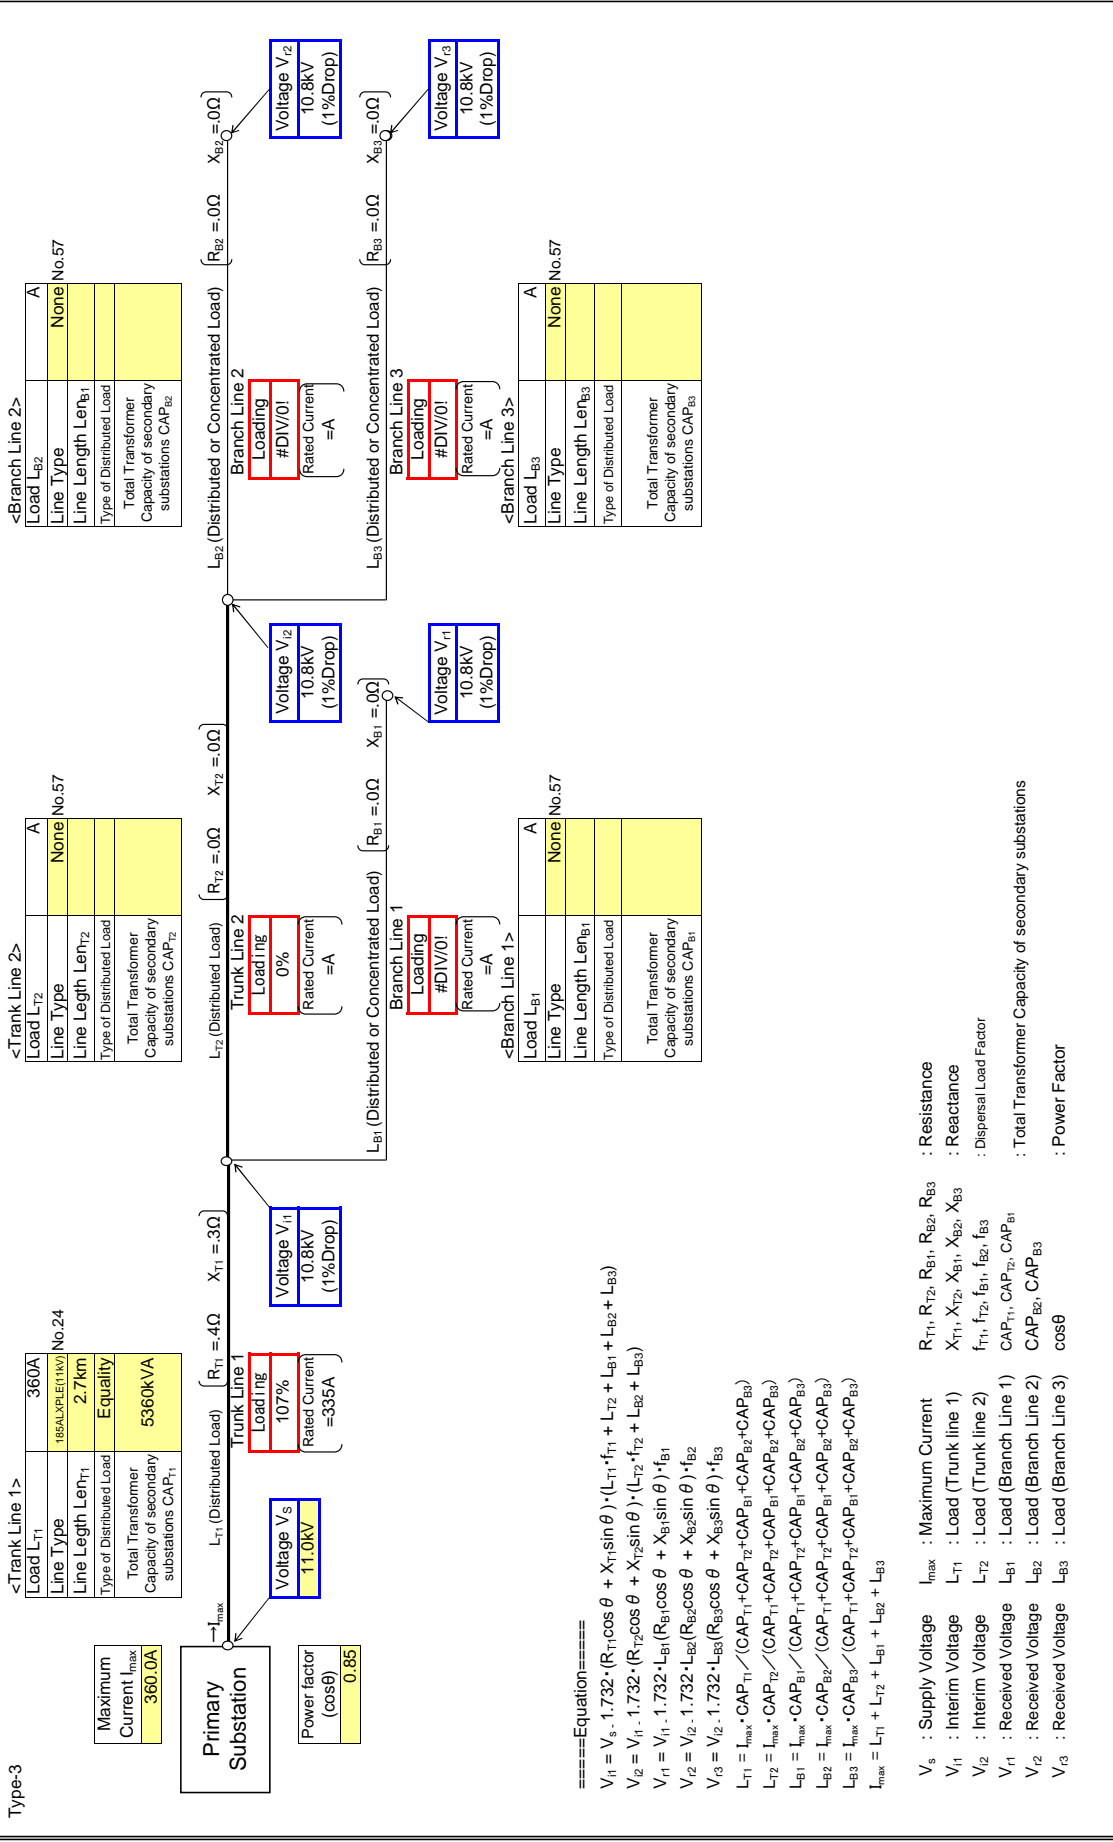 Type-3
Maximum
Current Imax
360.0A
Primary
Substation
Power factor
(cosθ)
0.85
→Imax
Voltage VS
11.0kV
<Trank Line 1>
Load LT1 360A
Line Type 185ALXPLE(11kV) No.24
Line Length LenT1 2.7km
Type of Distributed Load Equality
Total Transformer
Capacity of secondary
substations CAPT1
5360kVA
LT1 (Distributed Load) RT1 =.4Ω XT1 =.3Ω
Trunk Line 1
Loading
107%
Rated Current
=335A
Voltage Vi1
10.8kV
(1%Drop)
<Trank Line 2>
Load LT2 A
Line Type None No.57
Line Legth LenT2
Type of Distributed Load
Total Transformer
Capacity of secondary
substations CAPT2
LT2 (Distributed Load) RT2 =.0Ω XT2 =.0Ω
Trunk Line 2
Loading
0%
Rated Current
=A
Voltage Vi2
10.8kV
(1%Drop)
LB1 (Distributed or Concentrated Load) RB1 =.0Ω XB1 =.0Ω
Branch Line 1
Loading
#DIV/0!
Rated Current
=A
Voltage Vr1
10.8kV
(1%Drop)
<Branch Line 1>
Load LB1 A
Line Type None No.57
Line Length LenB1
Type of Distributed Load
Total Transformer
Capacity of secondary
substations CAPB1
<Branch Line 2>
Load LB2 A
Line Type None No.57
Line Length LenB1
Type of Distributed Load
Total Transformer
Capacity of secondary
substations CAPB2
LB2 (Distributed or Concentrated Load) RB2 =.0Ω XB2 =.0Ω
Branch Line 2
Loading
#DIV/0!
Rated Current
=A
Voltage Vr2
10.8kV
(1%Drop)
LB3 (Distributed or Concentrated Load) RB3 =.0Ω XB3 =.0Ω
Branch Line 3
Loading
#DIV/0!
Rated Current
=A
Voltage Vr3
10.8kV
(1%Drop)
<Branch Line 3>
Load LB3 A
Line Type None No.57
Line Length LenB3
Type of Distributed Load
Total Transformer
Capacity of secondary
substations CAPB3
=====Equation=====
Vi1 = VS - 1.732・(RT1cosθ + XT1sinθ)・(LT1・fT1 + LT2 + LB1 + LB2 + LB3)
Vi2 = Vi1 - 1.732・(RT2cosθ + XT2sinθ)・(LT2・fT2 + LB2 + LB3)
Vr1 = Vi1 - 1.732・LB1(RB1cosθ + XB1sinθ)・fB1
Vr2 = Vi2 - 1.732・LB2(RB2cosθ + XB2sinθ)・fB2
Vr3 = Vi2 - 1.732・LB3(RB3cosθ + XB3sinθ)・fB3
LT1 = Imax・CAPT1／(CAPT1+CAPT2+CAPB1+CAPB2+CAPB3)
LT2 = Imax・CAPT2／(CAPT1+CAPT2+CAPB1+CAPB2+CAPB3)
LB1 = Imax・CAPB1／(CAPT1+CAPT2+CAPB1+CAPB2+CAPB3)
LB2 = Imax・CAPB2／(CAPT1+CAPT2+CAPB1+CAPB2+CAPB3)
LB3 = Imax・CAPB3／(CAPT1+CAPT2+CAPB1+CAPB2+CAPB3)
Imax = LT1 + LT2 + LB1 + LB2 + LB3
Vs : Supply Voltage Imax : Maximum Current RT1, RT2, RB1, RB2, RB3 : Resistance
Vi1 : Interim Voltage LT1 : Load (Trunk line 1) XT1, XT2, XB1, XB2, XB3 : Reactance
Vi2 : Interim Voltage LT2 : Load (Trunk line 2) fT1, fT2, fB1, fB2, fB3 : Dispersal Load Factor
Vr1 : Received Voltage LB1 : Load (Branch Line 1) CAPT1, CAPT2, CAPB1 : Total Transformer Capacity of secondary substations
Vr2 : Received Voltage LB2 : Load (Branch Line 2) CAPB2, CAPB3
Vr3 : Received Voltage LB3 : Load (Branch Line 3) cosθ : Power Factor